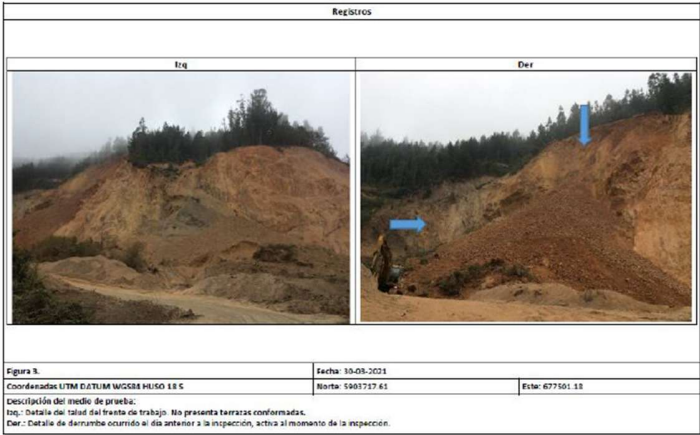 Registros
Izq
Der
Figura 3.
Fecha: 30-03-2021
Coordenadas UTM DATUM WGS84 HUSO 18 S
Norte: 5903717.61
Este: 677501.18
Descripción del medio de prueba:
Izq.: Detalle del talud del frente de trabajo. No presenta terrazas conformadas.
Der.: Detalle de derrumbe ocurrido el día anterior a la inspección, activa al momento de la inspección.